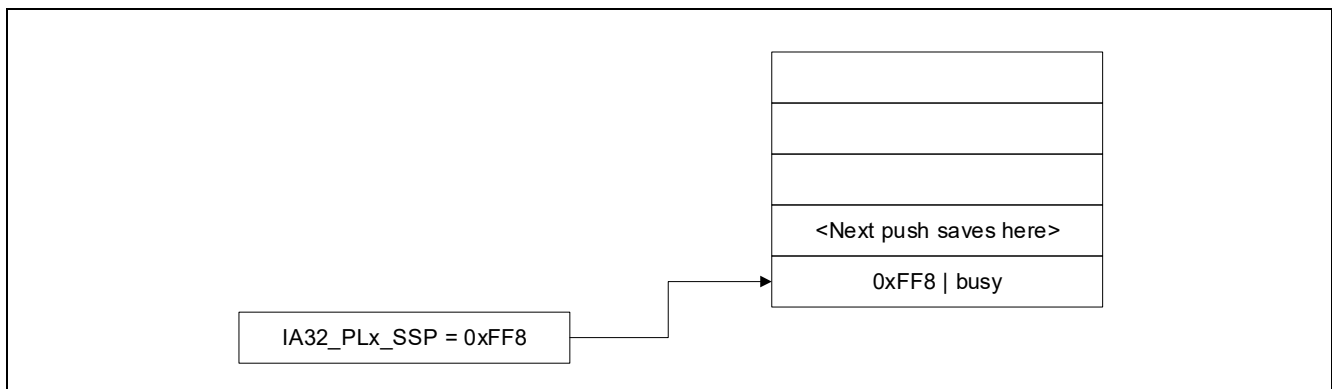 <Next push saves here>
0xFF8 | busy
IA32_PLx_SSP = 0xFF8